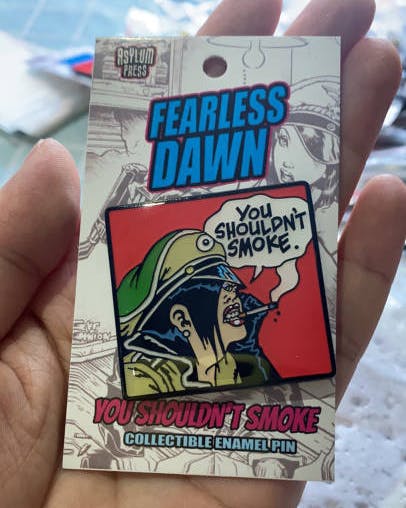 ASYLUM
PRESS
FEARLESS
DAWN
YOU
SHOULDN'T
SMOKE.
YOU SHOULDN'T SMOKE
COLLECTIBLE ENAMEL PIN